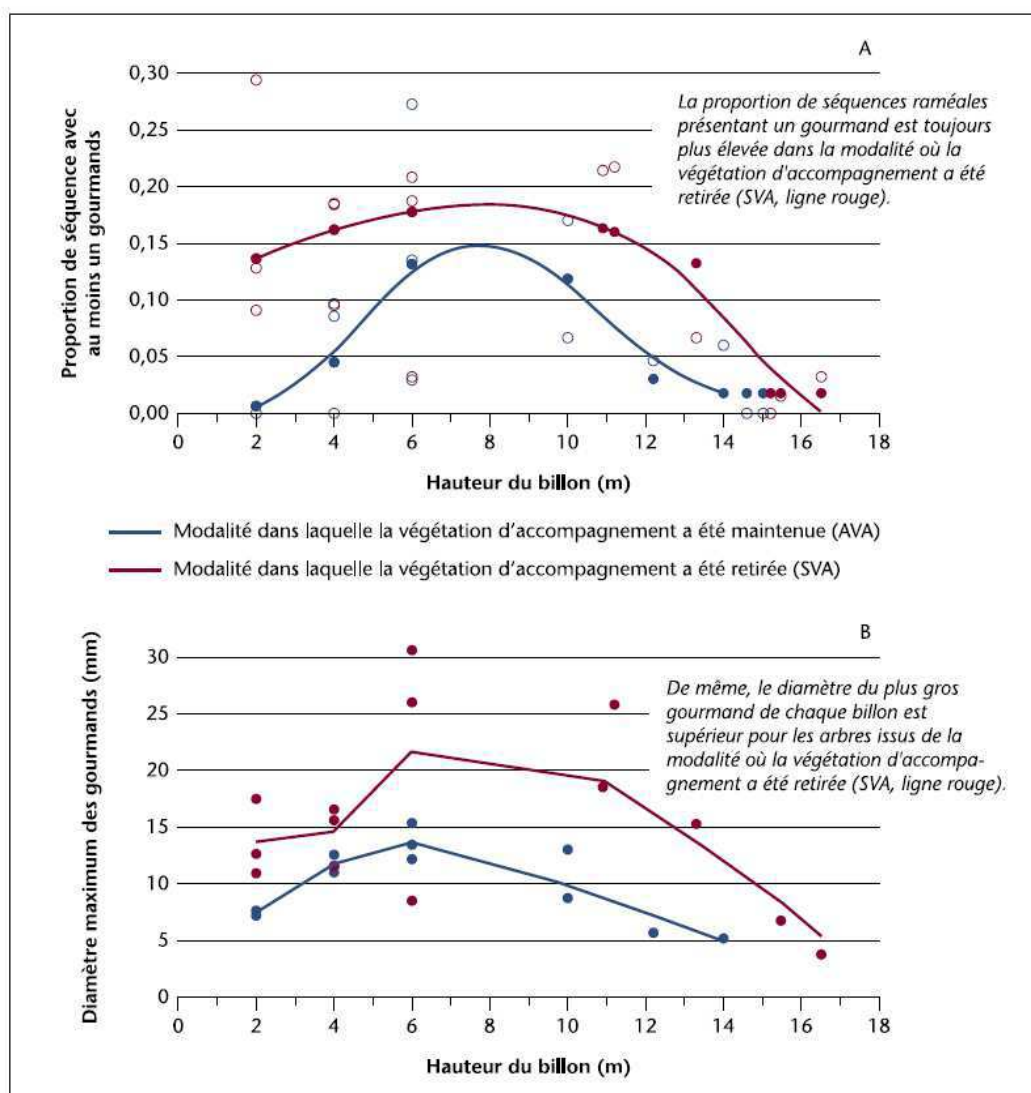 A
Proportion de séquence avec
au moins un gourmands
0,30
0,25
0,20
0,15
0,10
0,05
0,00
La proportion de séquences raméales
présentant un gourmand est toujours
plus élevée dans la modalité où la
végétation d'accompagnement a été
retirée (SVA, ligne rouge).
0 2 4 6 8 10 12 14 16 18
Hauteur du billon (m)
Modalité dans laquelle la végétation d'accompagnement a été maintenue (AVA)
Modalité dans laquelle la végétation d'accompagnement a été retirée (SVA)
B
Diamètre maximum des gourmands (mm)
30
25
20
15
10
5
0
De même, le diamètre du plus gros
gourmand de chaque billon est
supérieur pour les arbres issus de la
modalité où la végétation d'accompa-
gnement a été retirée (SVA, ligne rouge).
0 2 4 6 8 10 12 14 16 18
Hauteur du billon (m)